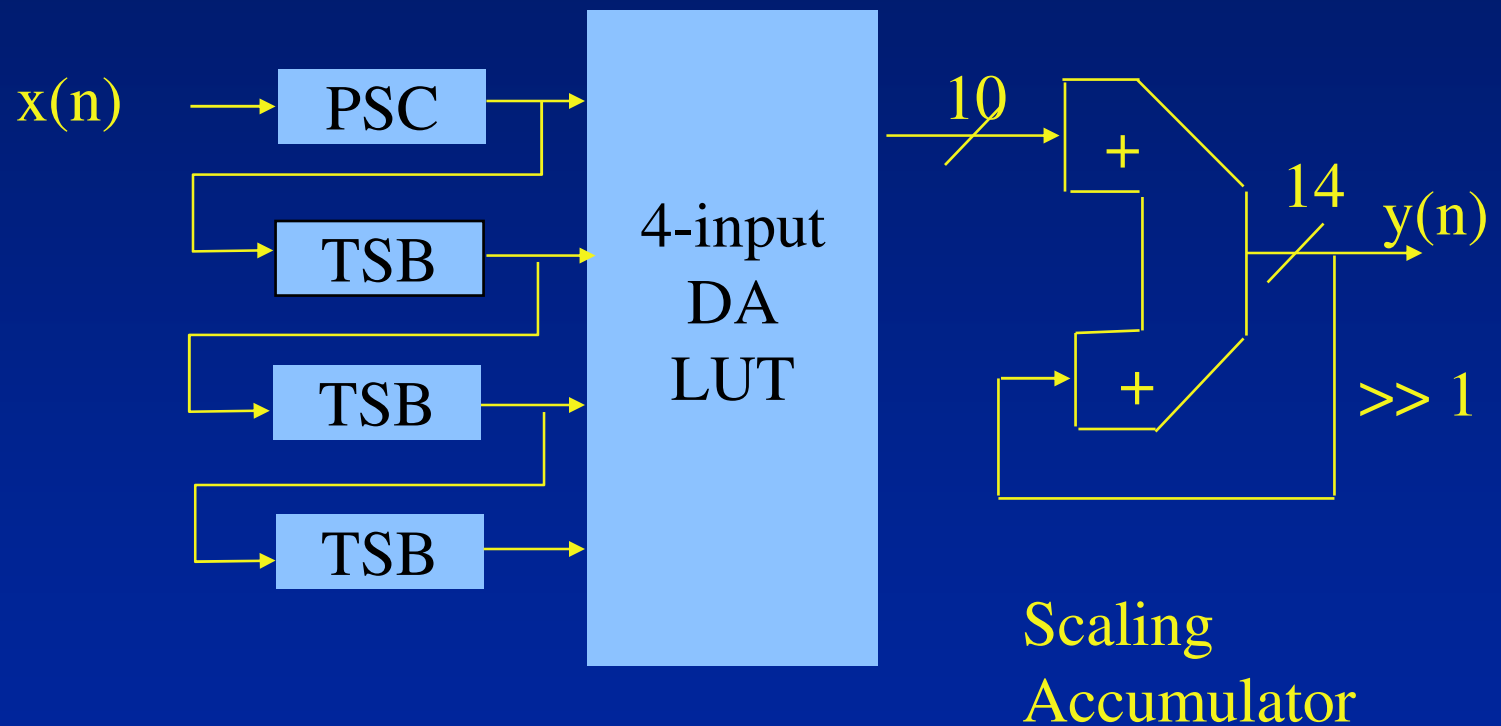 x(n)
PSC
TSB
TSB
TSB
4-input
DA
LUT
10
+
+
14
y(n)
>> 1
Scaling
Accumulator